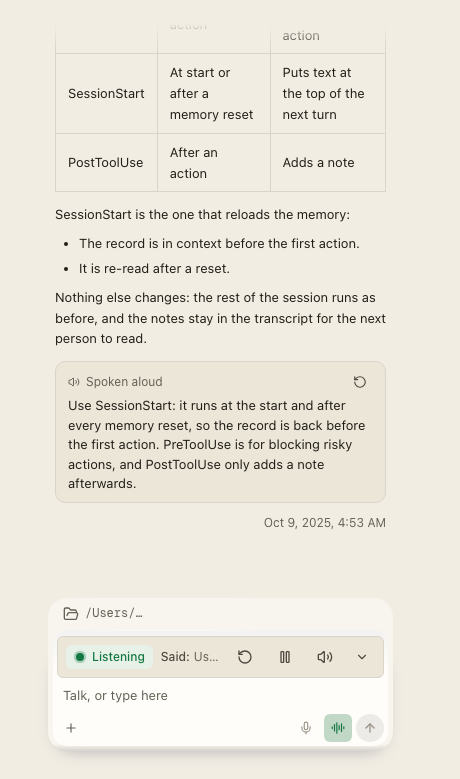 action
action
SessionStart
At start or
after a
memory reset
Puts text at
the top of the
next turn
PostToolUse
After an
action
Adds a note
SessionStart is the one that reloads the memory:
• The record is in context before the first action.
• It is re-read after a reset.
Nothing else changes: the rest of the session runs as
before, and the notes stay in the transcript for the next
person to read.
Spoken aloud
Use SessionStart: it runs at the start and after
every memory reset, so the record is back before
the first action. PreToolUse is for blocking risky
actions, and PostToolUse only adds a note
afterwards.
Oct 9, 2025, 4:53 AM
/Users/…
Listening Said: Us...
Talk, or type here